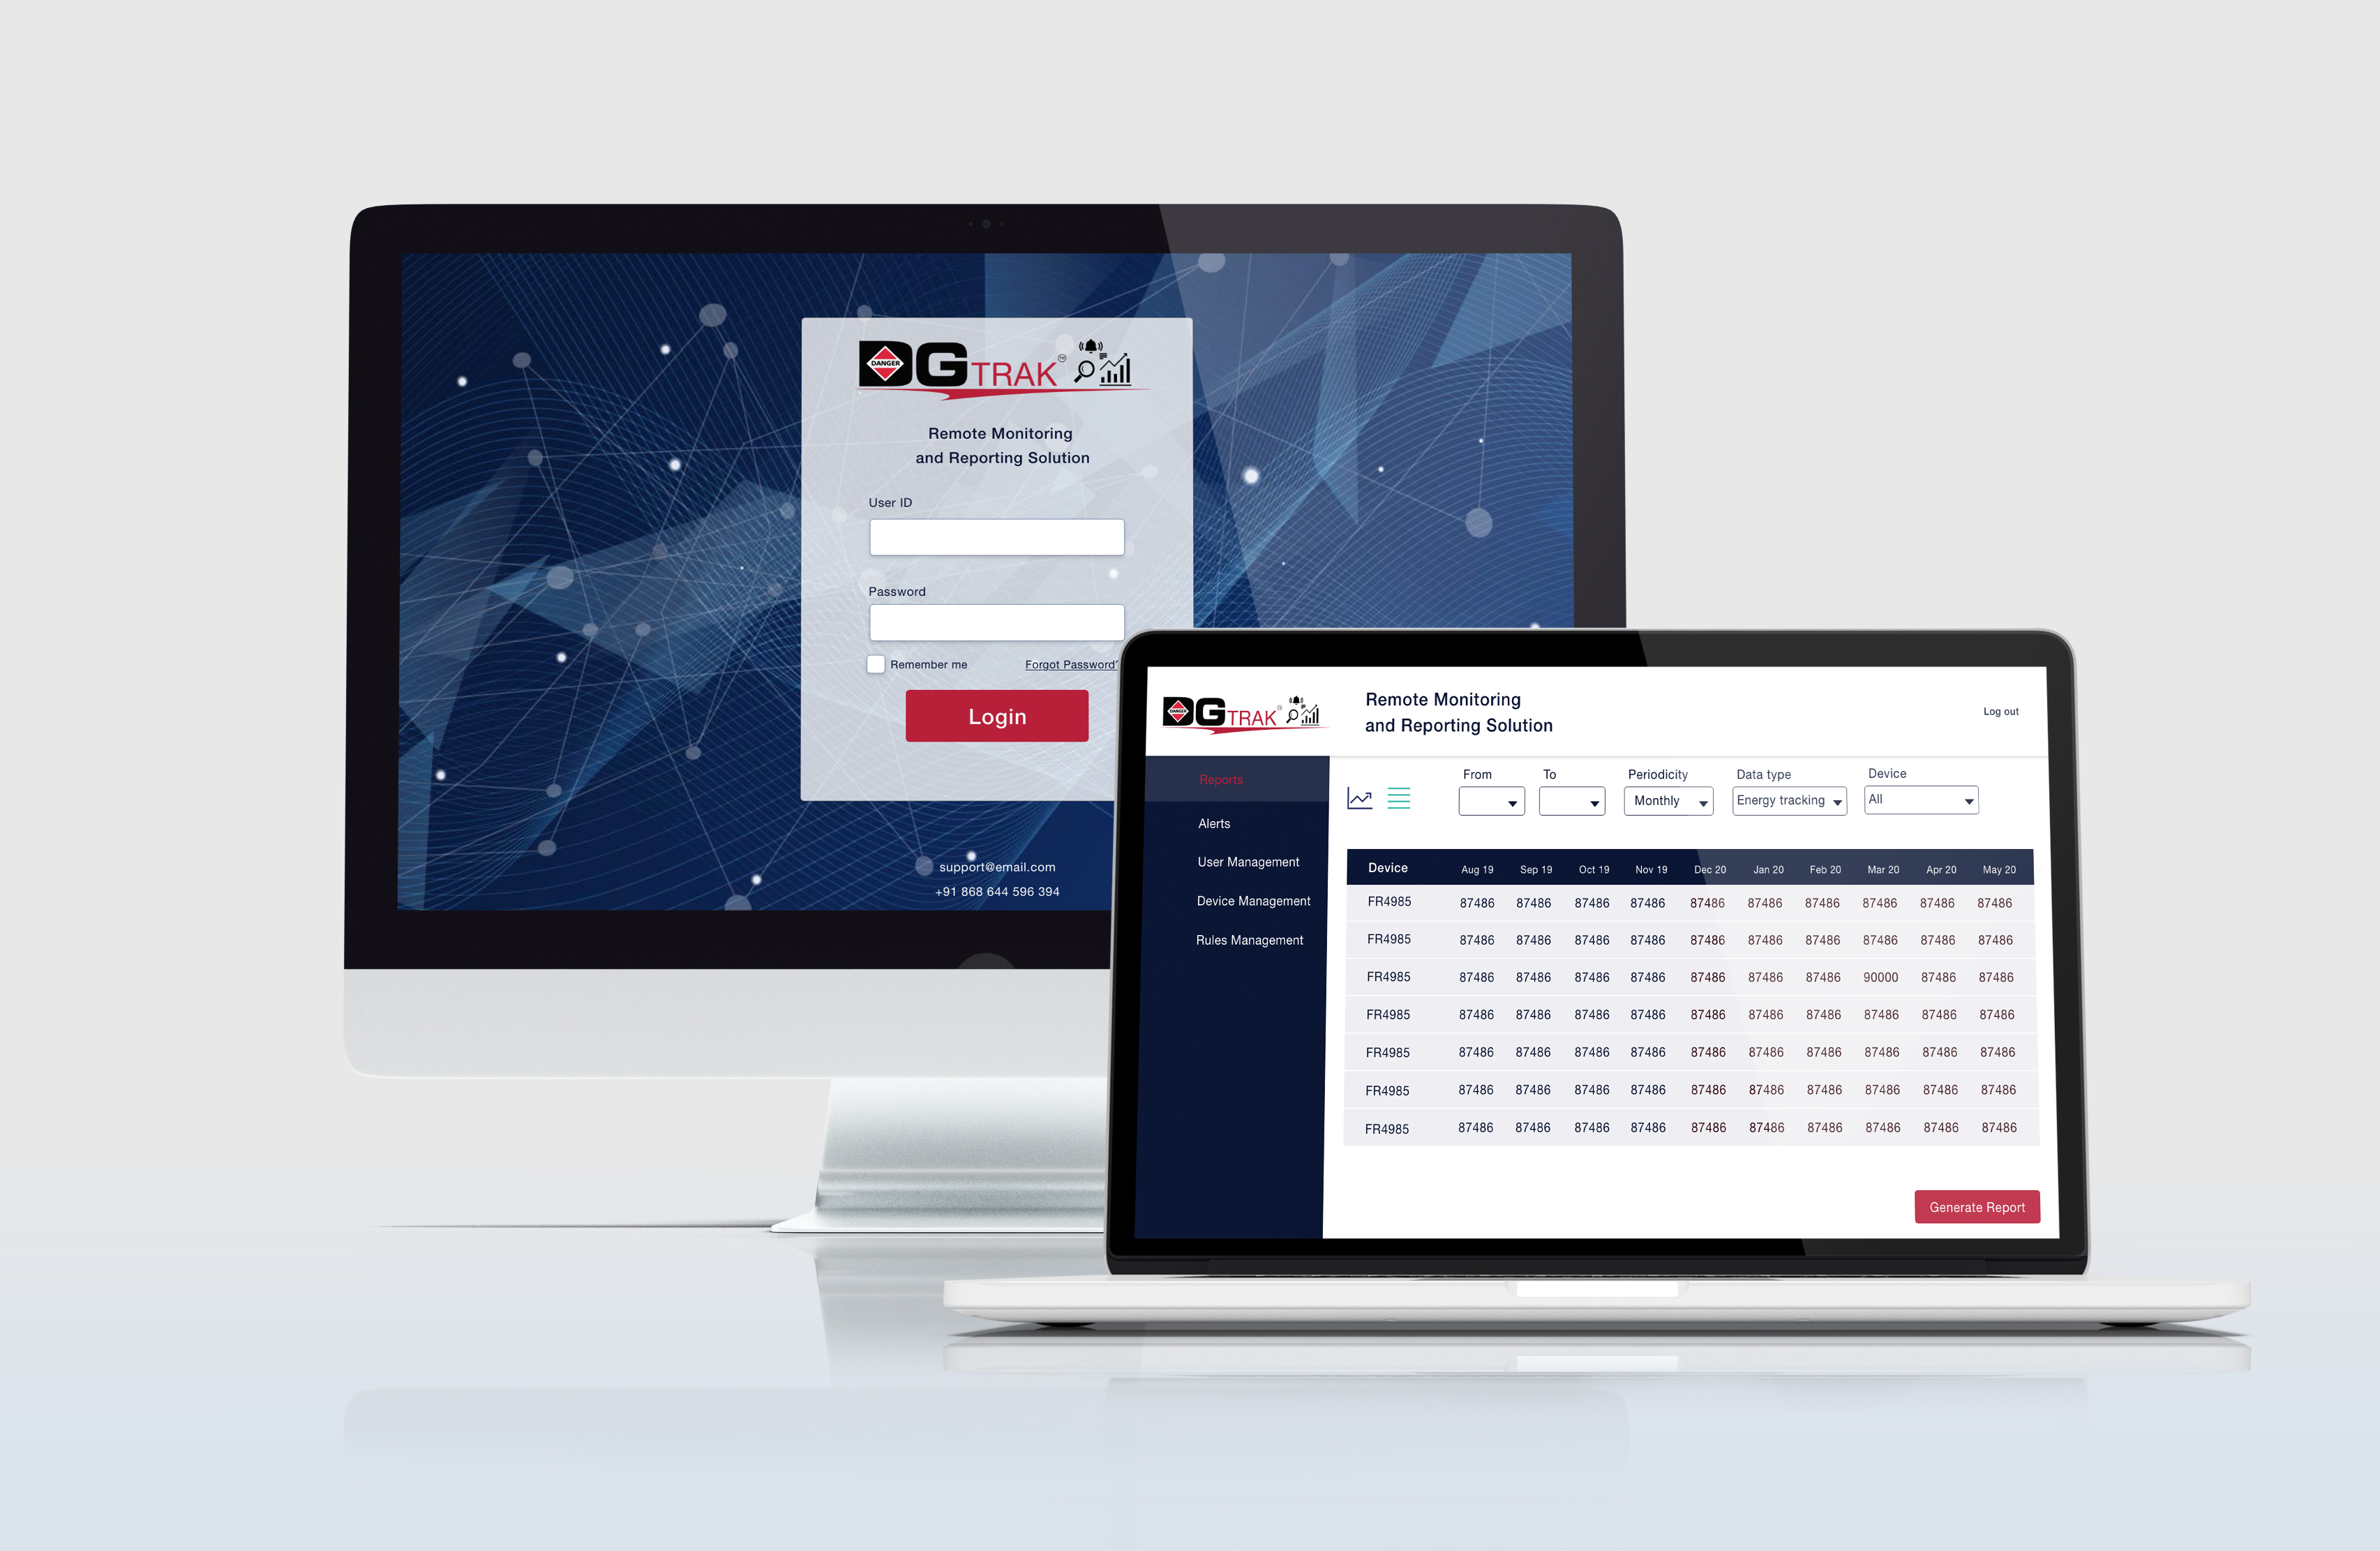 DANGER
DG TRAK
Remote Monitoring
and Reporting Solution
User ID
Password
Remember me Forgot Password?
Login
support@email.com
+91 868 644 596 394
DANGER
DG TRAK
Remote Monitoring
and Reporting Solution
Log out
Reports
Alerts
User Management
Device Management
Rules Management
From To Periodicity Data type Device
Monthly Energy tracking All
Device Aug 19 Sep 19 Oct 19 Nov 19 Dec 20 Jan 20 Feb 20 Mar 20 Apr 20 May 20
FR4985 87486 87486 87486 87486 87486 87486 87486 87486 87486 87486
FR4985 87486 87486 87486 87486 87486 87486 87486 87486 87486 87486
FR4985 87486 87486 87486 87486 87486 87486 87486 90000 87486 87486
FR4985 87486 87486 87486 87486 87486 87486 87486 87486 87486 87486
FR4985 87486 87486 87486 87486 87486 87486 87486 87486 87486 87486
FR4985 87486 87486 87486 87486 87486 87486 87486 87486 87486 87486
FR4985 87486 87486 87486 87486 87486 87486 87486 87486 87486 87486
Generate Report